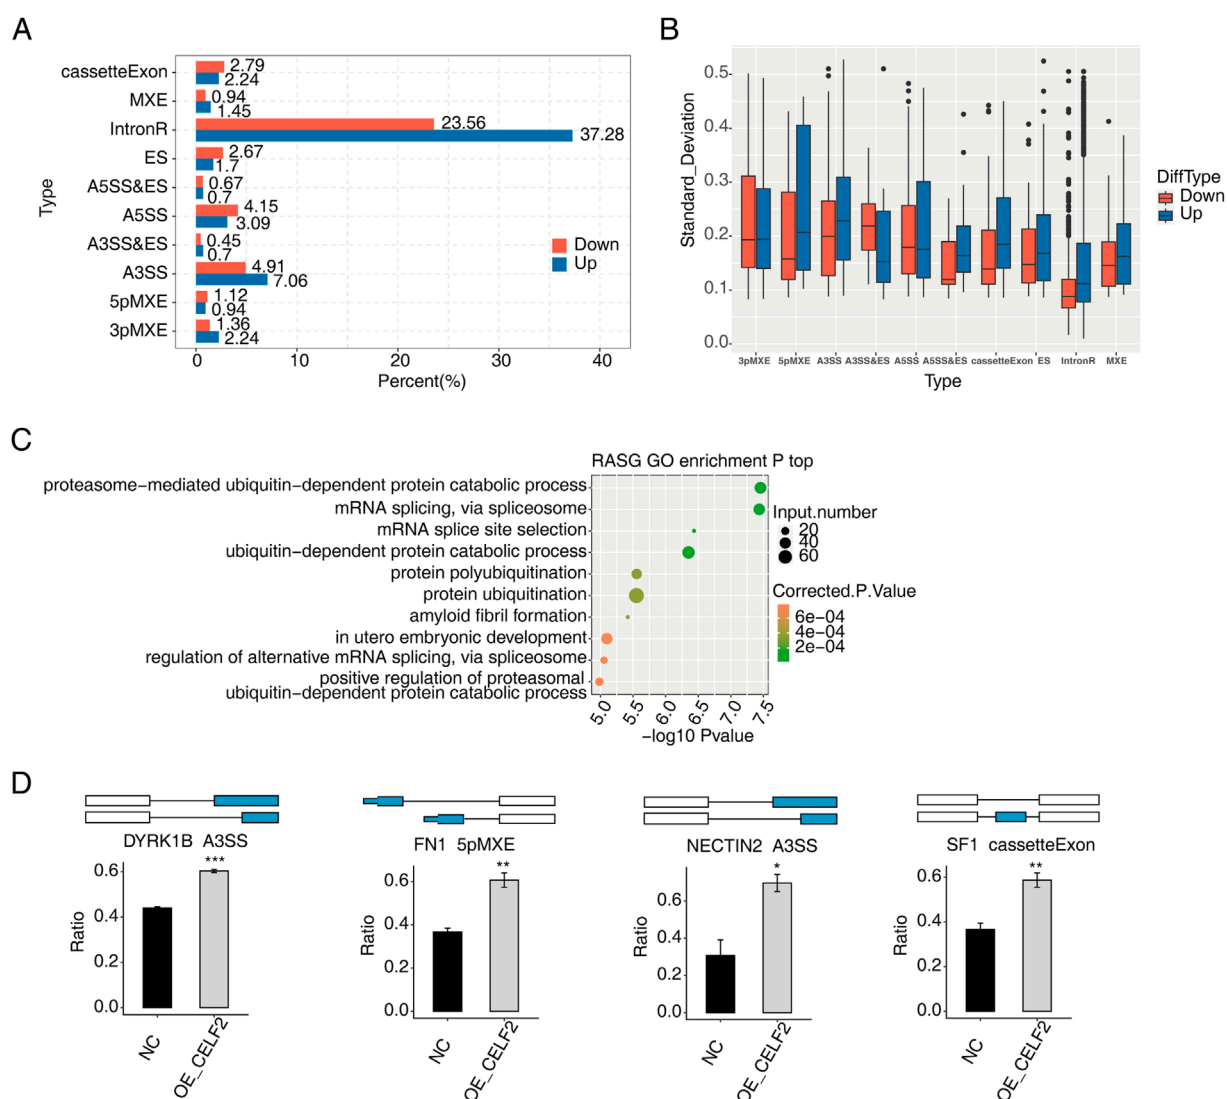 A
cassetteExon
MXE
IntronR
ES
A5SS&ES
A5SS
A3SS&ES
A3SS
5pMXE
3pMXE
Type
2.79
2.24
0.94
1.45
23.56
37.28
2.67
1.7
0.67
0.7
4.15
3.09
0.45
0.7
4.91
7.06
1.12
0.94
1.36
2.24
Down
Up
0 10 20 30 40
Percent(%)
B
Standard_Deviation
0.5
0.4
0.3
0.2
0.1
0.0
3pMXE 5pMXE A3SS A3SS&ES A5SS A5SS&ES cassetteExon ES IntronR MXE
Type
DiffType
Down
Up
C
RASG GO enrichment P top
proteasome−mediated ubiquitin−dependent protein catabolic process
mRNA splicing, via spliceosome
mRNA splice site selection
ubiquitin−dependent protein catabolic process
protein polyubiquitination
protein ubiquitination
amyloid fibril formation
in utero embryonic development
regulation of alternative mRNA splicing, via spliceosome
positive regulation of proteasomal
ubiquitin−dependent protein catabolic process
5.0 5.5 6.0 6.5 7.0 7.5
−log10 Pvalue
Input.number
20
40
60
Corrected.P.Value
6e−04
4e−04
2e−04
D
DYRK1B A3SS
***
Ratio
0.6
0.4
0.2
0.0
NC
OE_CELF2
FN1 5pMXE
**
Ratio
0.6
0.4
0.2
0.0
NC
OE_CELF2
NECTIN2 A3SS
*
Ratio
0.6
0.4
0.2
0.0
NC
OE_CELF2
SF1 cassetteExon
**
Ratio
0.6
0.4
0.2
0.0
NC
OE_CELF2